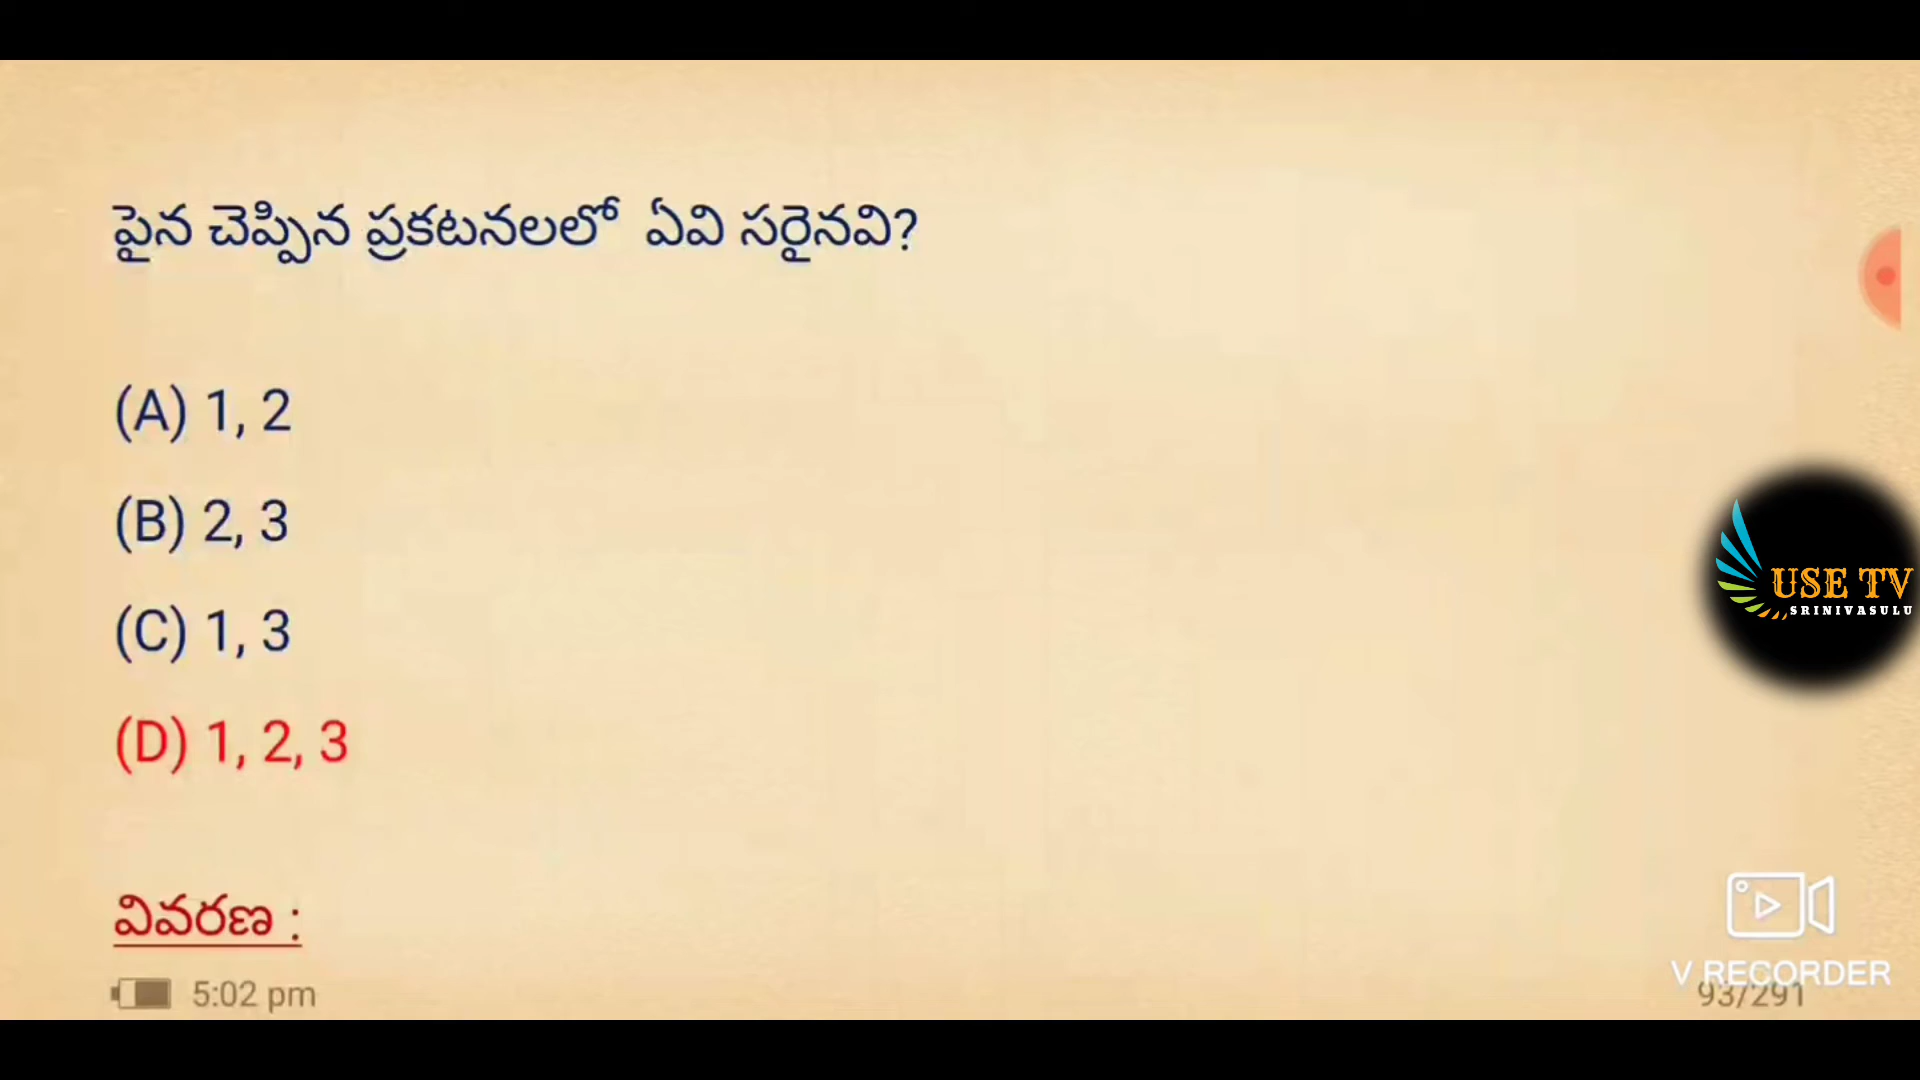 పైన చెప్పిన ప్రకటనలలో ఏవి సరైనవి?
(A) 1, 2
(B) 2, 3
(C) 1, 3
(D) 1, 2, 3
USE TV
SRINIVASULU
వివరణ :
V RECORDER
5:02 pm
93/291